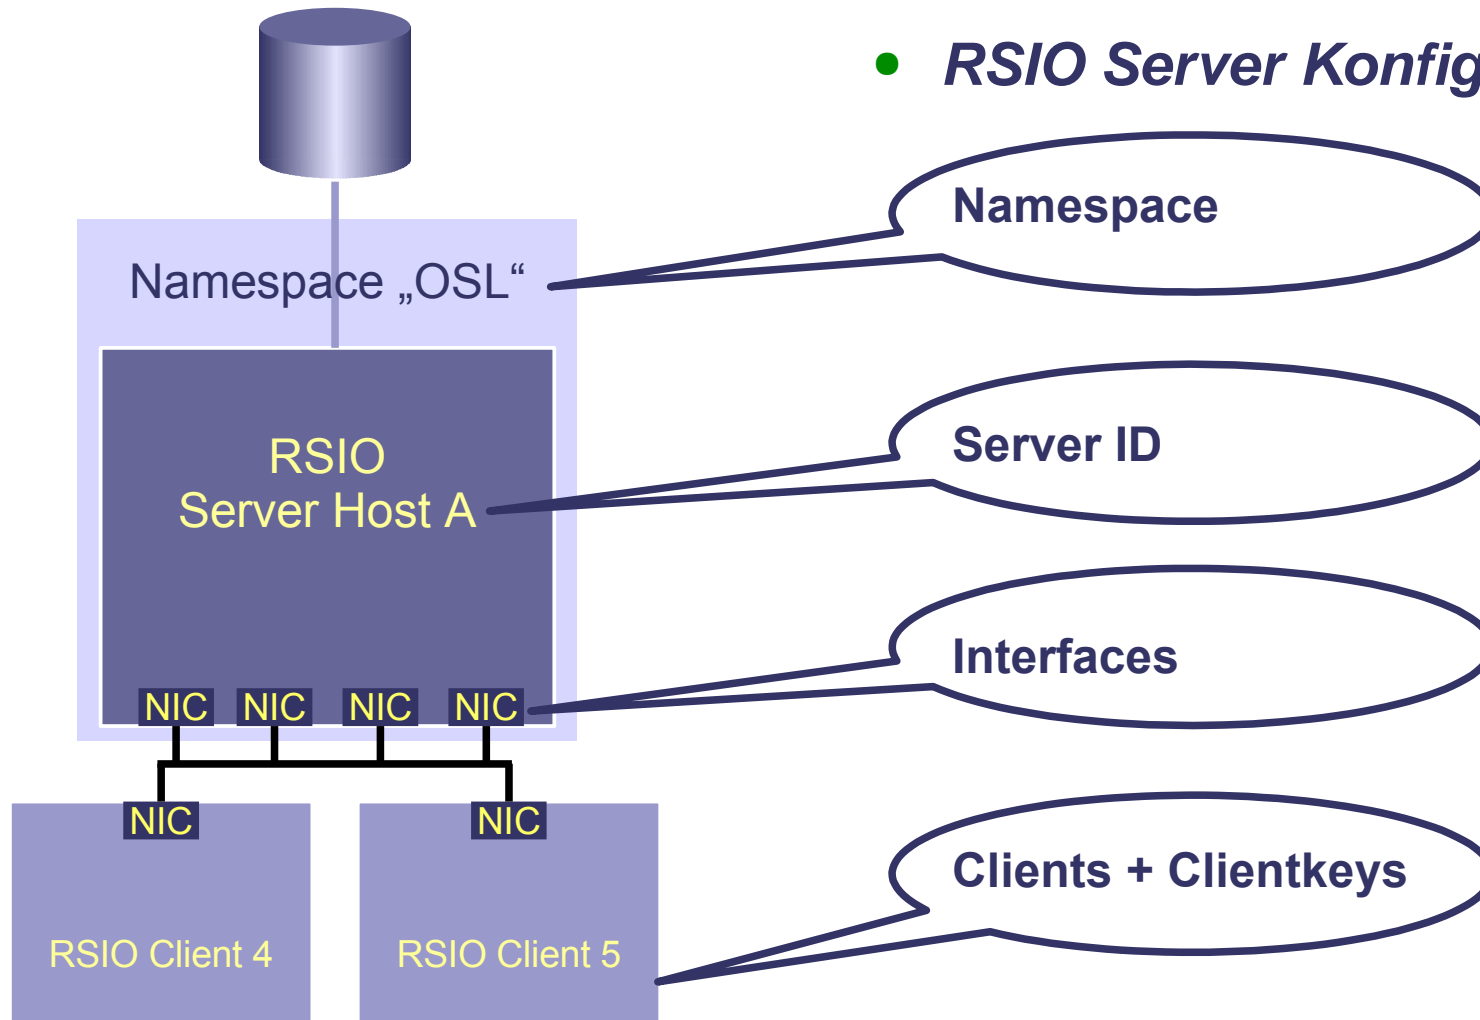 • RSIO Server Konfig
Namespace
Namespace „OSL“
Server ID
RSIO
Server Host A
Interfaces
NIC NIC NIC NIC
NIC NIC
Clients + Clientkeys
RSIO Client 4 RSIO Client 5